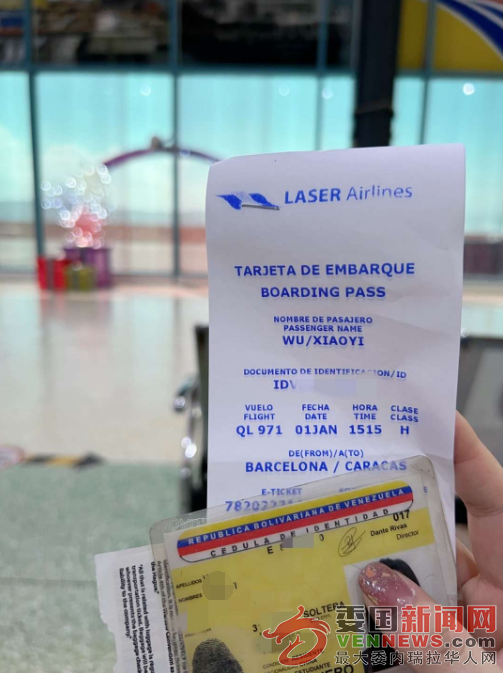 LASER Airlines
TARJETA DE EMBARQUE
BOARDING PASS
NOMBRE DE PASAJERO
PASSENGER NAME
WU/XIAOYI
DOCUMENTO DE IDENTIFICACION/ID
IDV
VUELO FECHA HORA CLASE
FLIGHT DATE TIME CLASS
QL 971 01JAN 1515 H
DE(FROM)/A(TO)
BARCELONA / CARACAS
E-TICKET
REPUBLICA BOLIVARIANA DE VENEZUELA
CEDULA DE IDENTIDAD
017
Dante Rivas
Director
APELLIDOS
NOMBRES
SOLTERA
委国新闻网
VENNEWS.com
最大委内瑞拉华人网